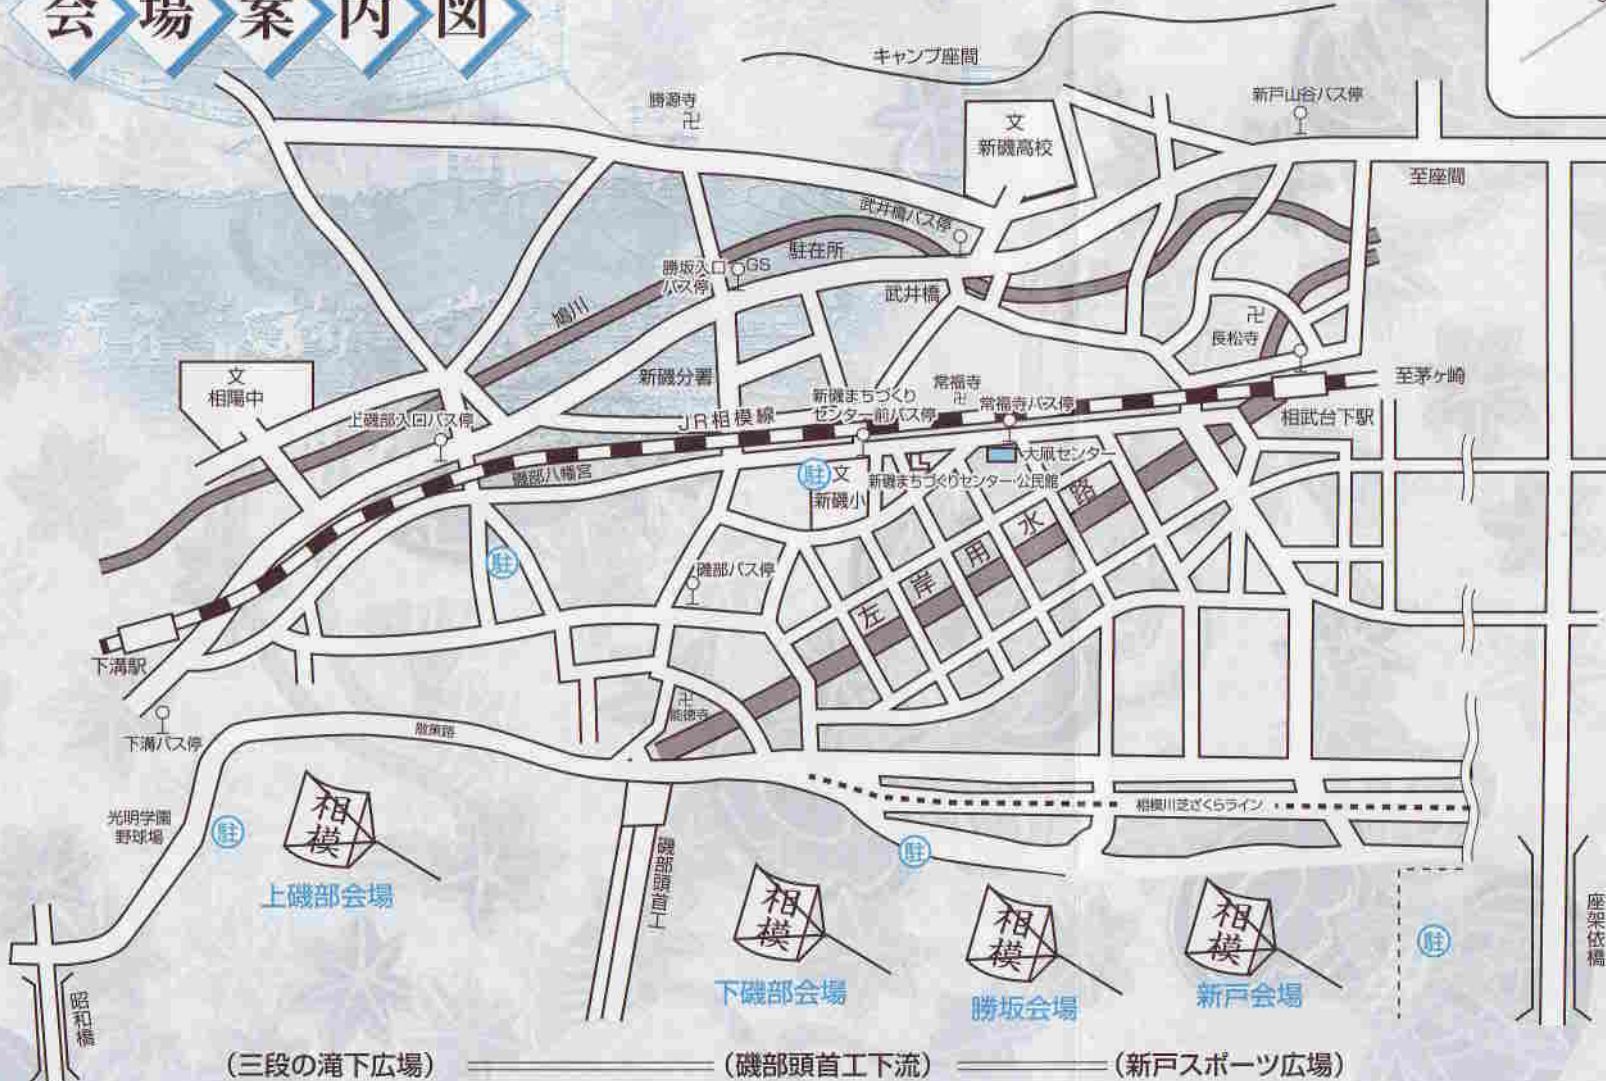 会場案内図
キャンプ座間
勝源寺
文
新磯高校
新戸山谷バス停
至座間
武井橋バス停
駐在所
勝坂入口
バス停
GS
武井橋
鳩川
長松寺
文
相陽中
新磯分署
新磯まちづくり
センター前バス停
常福寺
常福寺バス停
至茅ヶ崎
相武台下駅
上磯部入口バス停
JR相模線
磯部八幡宮
駐
文
新磯小
大凧センター
新磯まちづくりセンター・公民館
左岸用水路
駐
磯部バス停
下溝駅
下溝バス停
能徳寺
散策路
光明学園
野球場
駐
相模
上磯部会場
磯部頭首工
相模川芝ざくらライン
駐
相模
下磯部会場
相模
勝坂会場
相模
新戸会場
駐
座架依橋
昭和橋
(三段の滝下広場)
(磯部頭首工下流)
(新戸スポーツ広場)